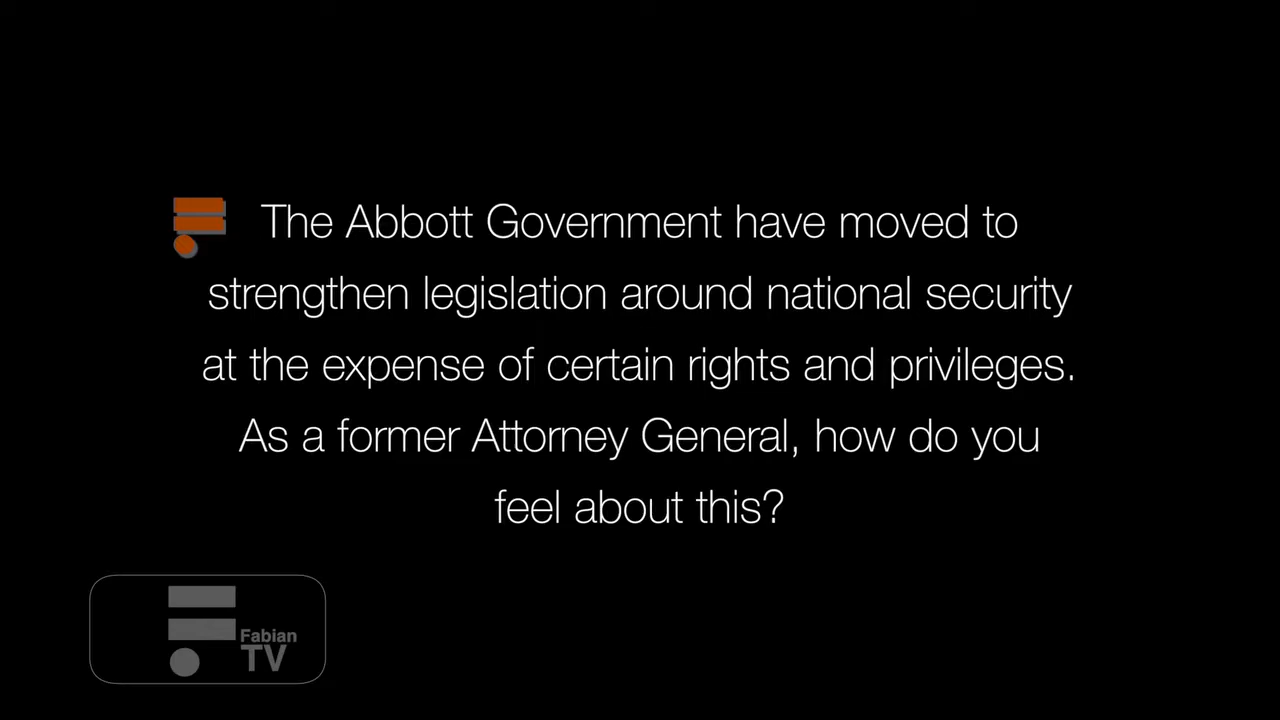 The Abbott Government have moved to
strengthen legislation around national security
at the expense of certain rights and privileges.
As a former Attorney General, how do you
feel about this?
Fabian
TV